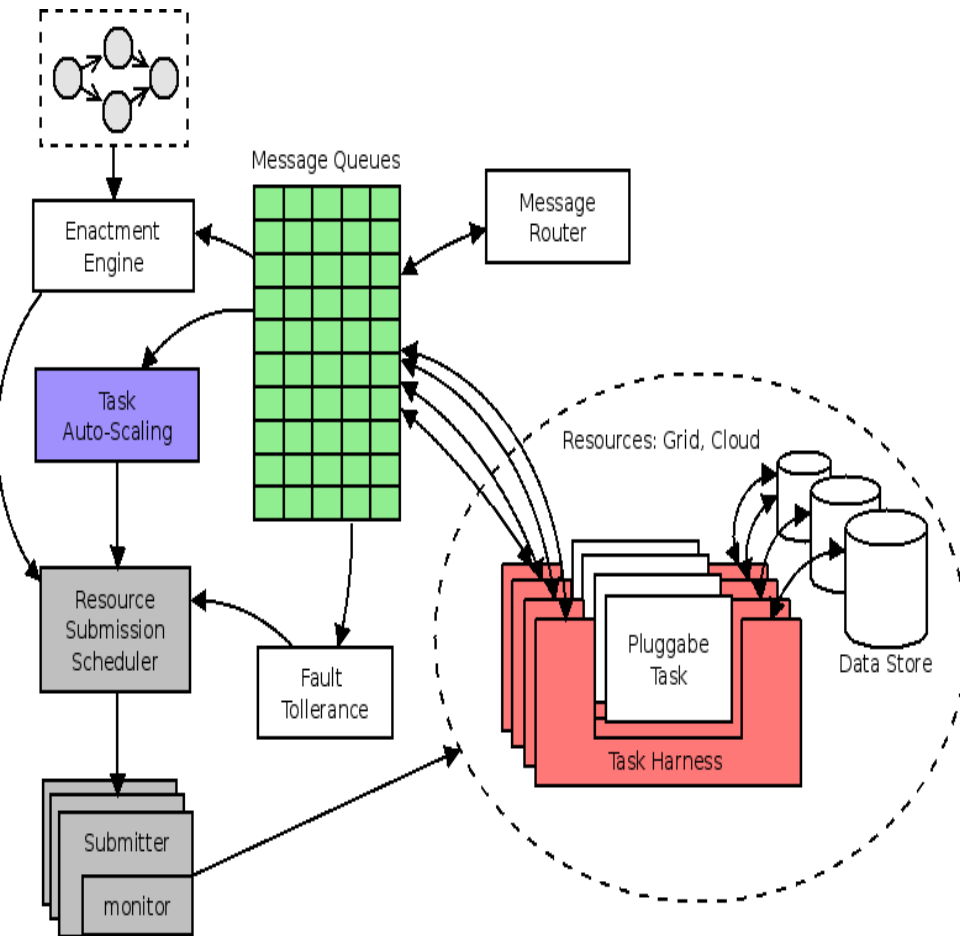 Message Queues
Message
Router
Enactment
Engine
Task
Auto-Scaling
Resources: Grid, Cloud
Resource
Submission
Scheduler
Fault
Tollerance
Pluggabe
Task
Data Store
Task Harness
Submitter
monitor